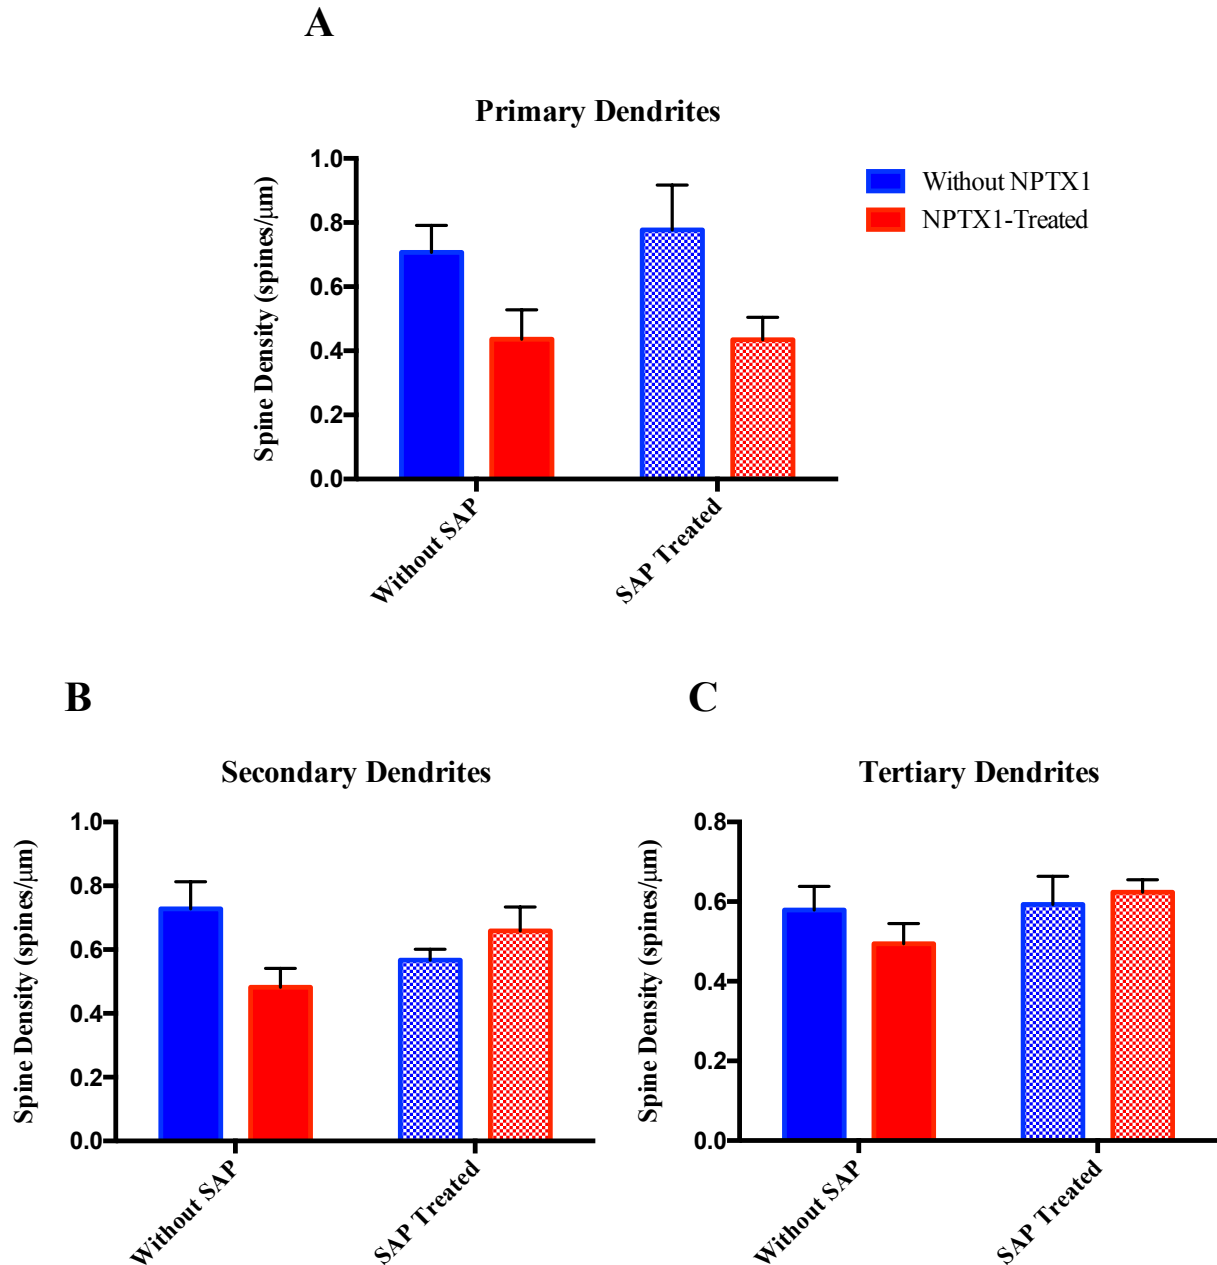 A
Primary Dendrites
Spine Density (spines/μm)
1.0
0.8
0.6
0.4
0.2
0.0
Without SAP
SAP Treated
Without NPTX1
NPTX1-Treated
B
Secondary Dendrites
Spine Density (spines/μm)
1.0
0.8
0.6
0.4
0.2
0.0
Without SAP
SAP Treated
C
Tertiary Dendrites
Spine Density (spines/μm)
0.8
0.6
0.4
0.2
0.0
Without SAP
SAP Treated